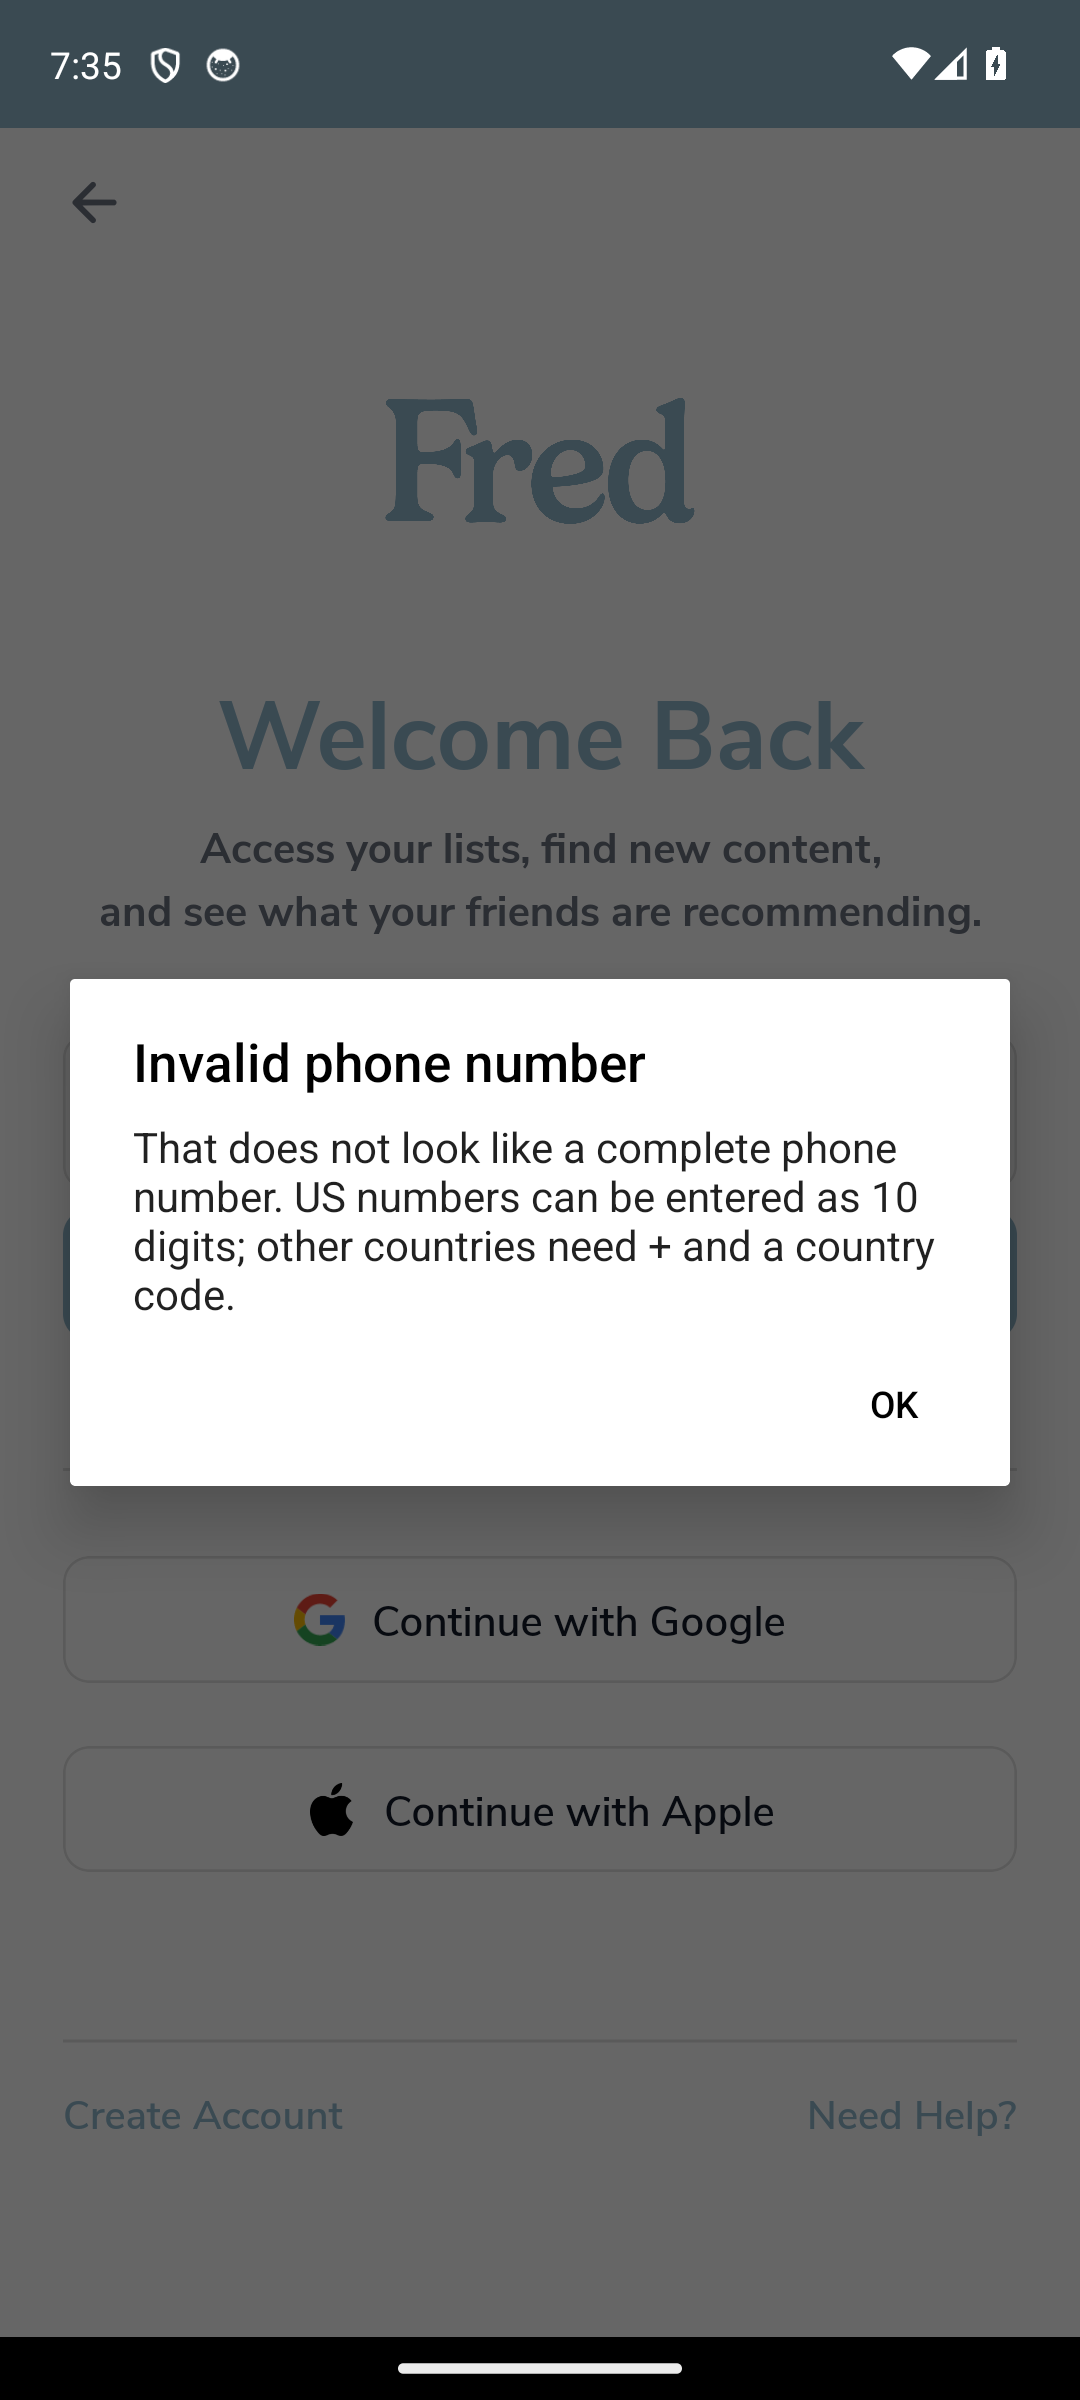 7:35
Fred
Welcome Back
Access your lists, find new content,
and see what your friends are recommending.
Invalid phone number
That does not look like a complete phone
number. US numbers can be entered as 10
digits; other countries need + and a country
code.
OK
Continue with Google
Continue with Apple
Create Account
Need Help?